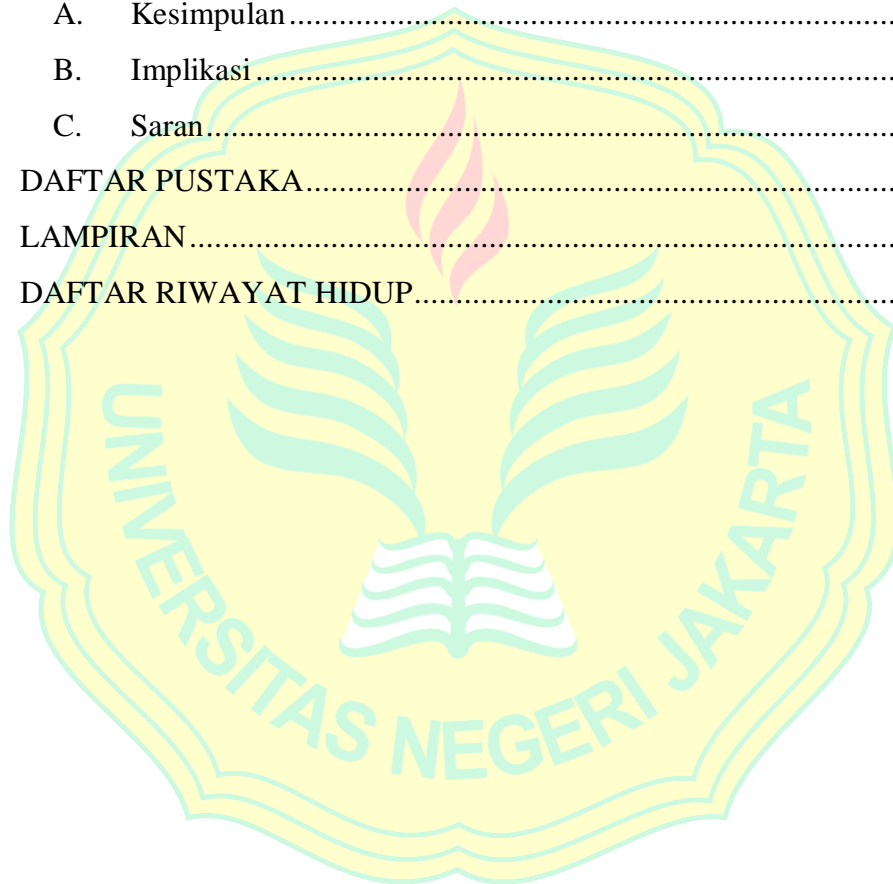 A. Kesimpulan................................................................................
B. Implikasi....................................................................................
C. Saran..........................................................................................
DAFTAR PUSTAKA...........................................................................
LAMPIRAN..........................................................................................
DAFTAR RIWAYAT HIDUP.............................................................
UNIVERSITAS NEGERI JAKARTA